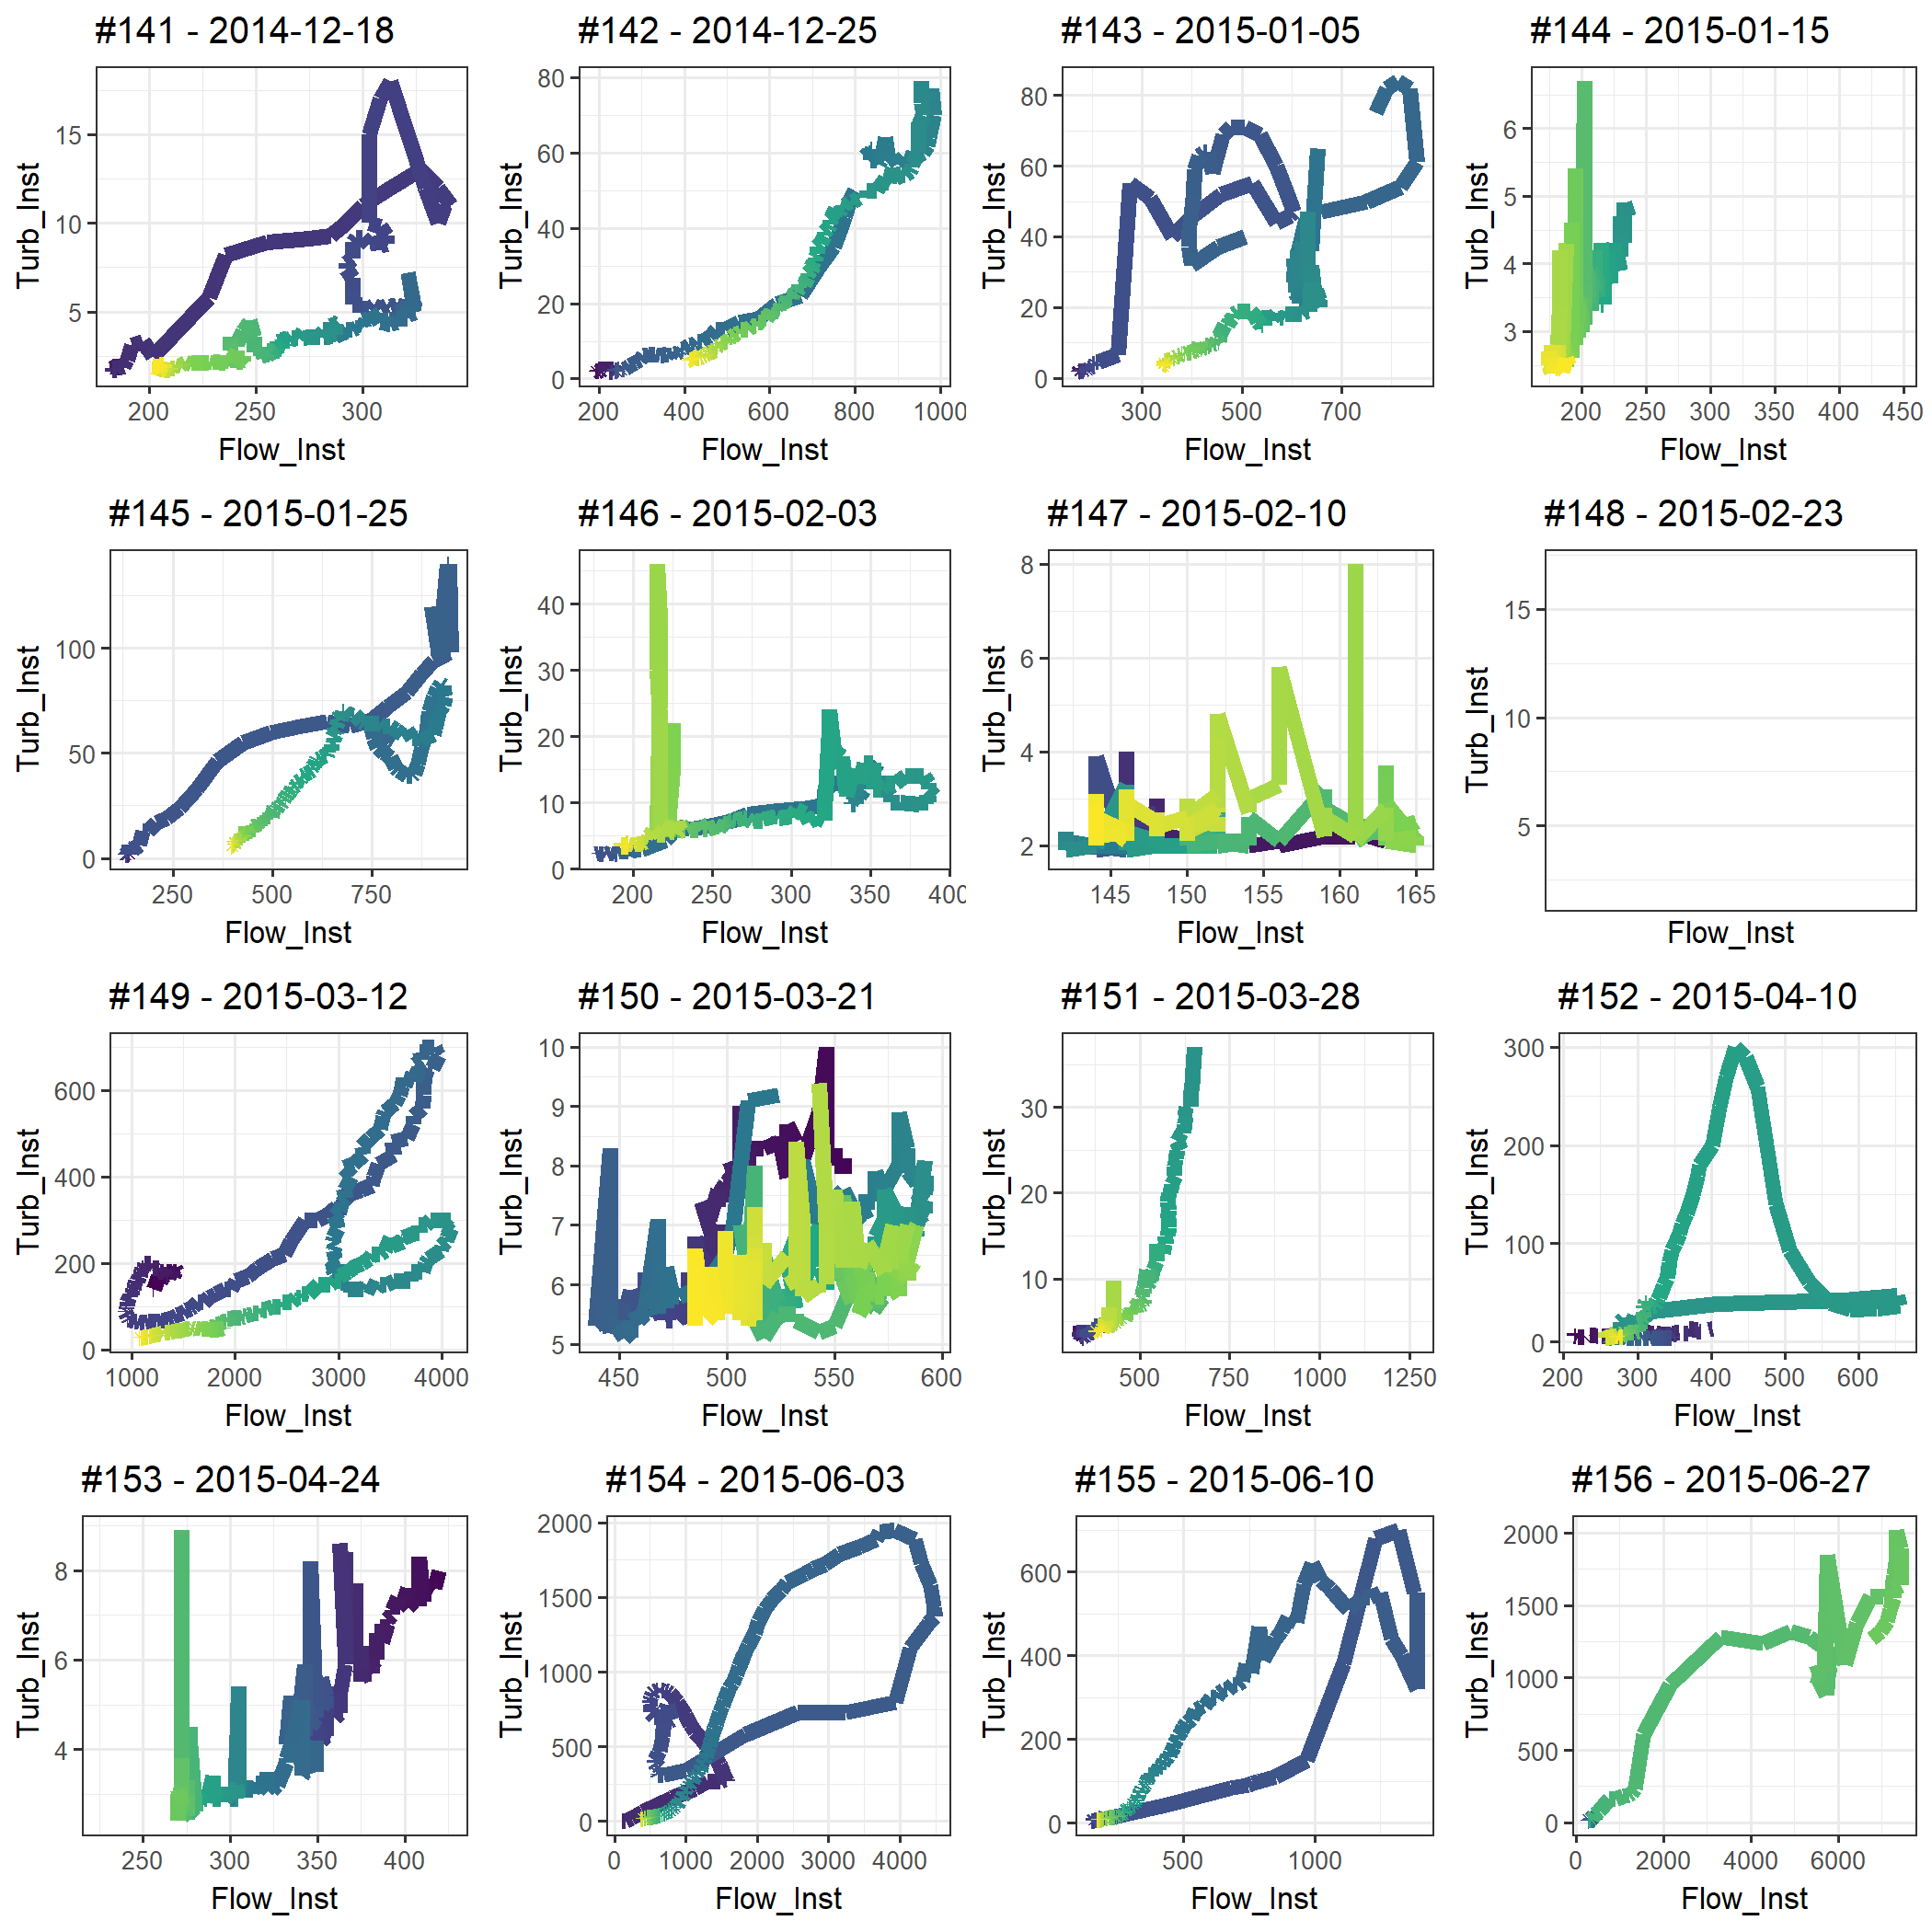 #141 - 2014-12-18
#142 - 2014-12-25
#143 - 2015-01-05
#144 - 2015-01-15
Turb_Inst
15
10
5
200 250 300
Flow_Inst
Turb_Inst
80
60
40
20
0
200 400 600 800 1000
Flow_Inst
Turb_Inst
80
60
40
20
0
300 500 700
Flow_Inst
Turb_Inst
6
5
4
3
200 250 300 350 400 450
Flow_Inst
#145 - 2015-01-25
#146 - 2015-02-03
#147 - 2015-02-10
#148 - 2015-02-23
Turb_Inst
100
50
0
250 500 750
Flow_Inst
Turb_Inst
40
30
20
10
0
200 250 300 350 400
Flow_Inst
Turb_Inst
8
6
4
2
145 150 155 160 165
Flow_Inst
Turb_Inst
15
10
5
Flow_Inst
#149 - 2015-03-12
#150 - 2015-03-21
#151 - 2015-03-28
#152 - 2015-04-10
Turb_Inst
600
400
200
0
1000 2000 3000 4000
Flow_Inst
Turb_Inst
10
9
8
7
6
5
450 500 550 600
Flow_Inst
Turb_Inst
30
20
10
500 750 1000 1250
Flow_Inst
Turb_Inst
300
200
100
0
200 300 400 500 600
Flow_Inst
#153 - 2015-04-24
#154 - 2015-06-03
#155 - 2015-06-10
#156 - 2015-06-27
Turb_Inst
8
6
4
250 300 350 400
Flow_Inst
Turb_Inst
2000
1500
1000
500
0
0 1000 2000 3000 4000
Flow_Inst
Turb_Inst
600
400
200
0
500 1000
Flow_Inst
Turb_Inst
2000
1500
1000
500
0
0 2000 4000 6000
Flow_Inst